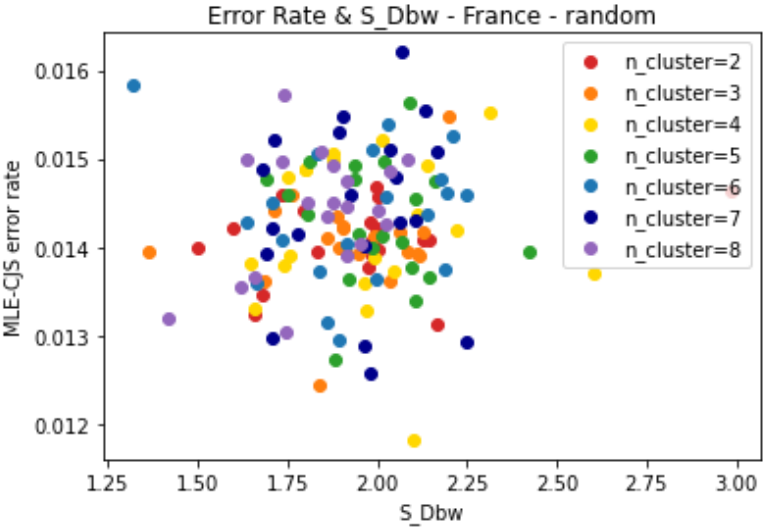 Error Rate & S_Dbw - France - random
0.016
0.015
0.014
0.013
0.012
MLE-CJS error rate
n_cluster=2
n_cluster=3
n_cluster=4
n_cluster=5
n_cluster=6
n_cluster=7
n_cluster=8
1.25 1.50 1.75 2.00 2.25 2.50 2.75 3.00
S_Dbw